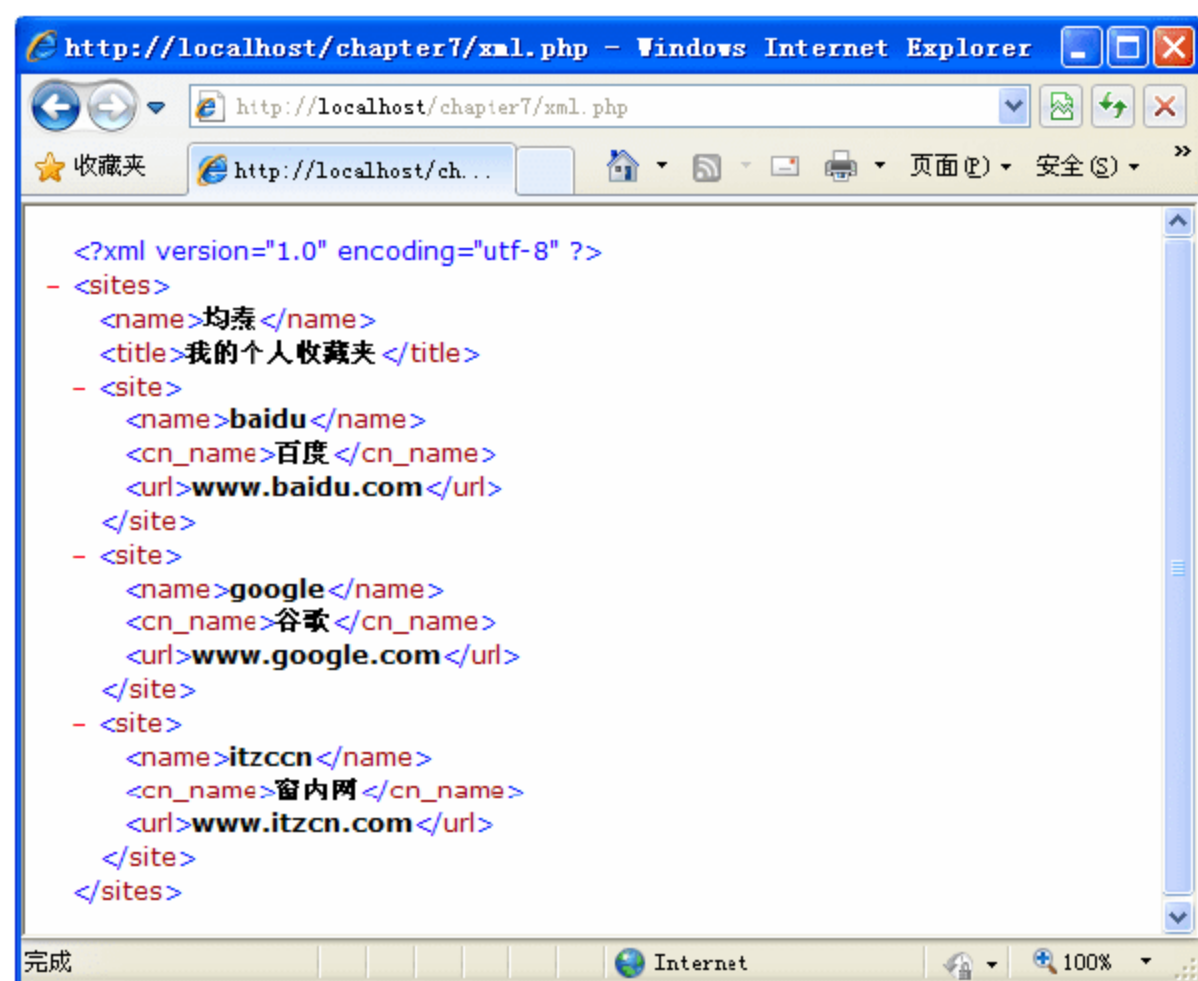 http://localhost/chapter7/xml.php - Windows Internet Explorer
http://localhost/chapter7/xml.php
收藏夹 http://localhost/ch... 页面(P) 安全(S) »
<?xml version="1.0" encoding="utf-8" ?>
- <sites>
<name>均焘</name>
<title>我的个人收藏夹</title>
- <site>
<name>baidu</name>
<cn_name>百度</cn_name>
<url>www.baidu.com</url>
</site>
- <site>
<name>google</name>
<cn_name>谷歌</cn_name>
<url>www.google.com</url>
</site>
- <site>
<name>itzccn</name>
<cn_name>窗内网</cn_name>
<url>www.itzcn.com</url>
</site>
</sites>
完成 Internet 100%